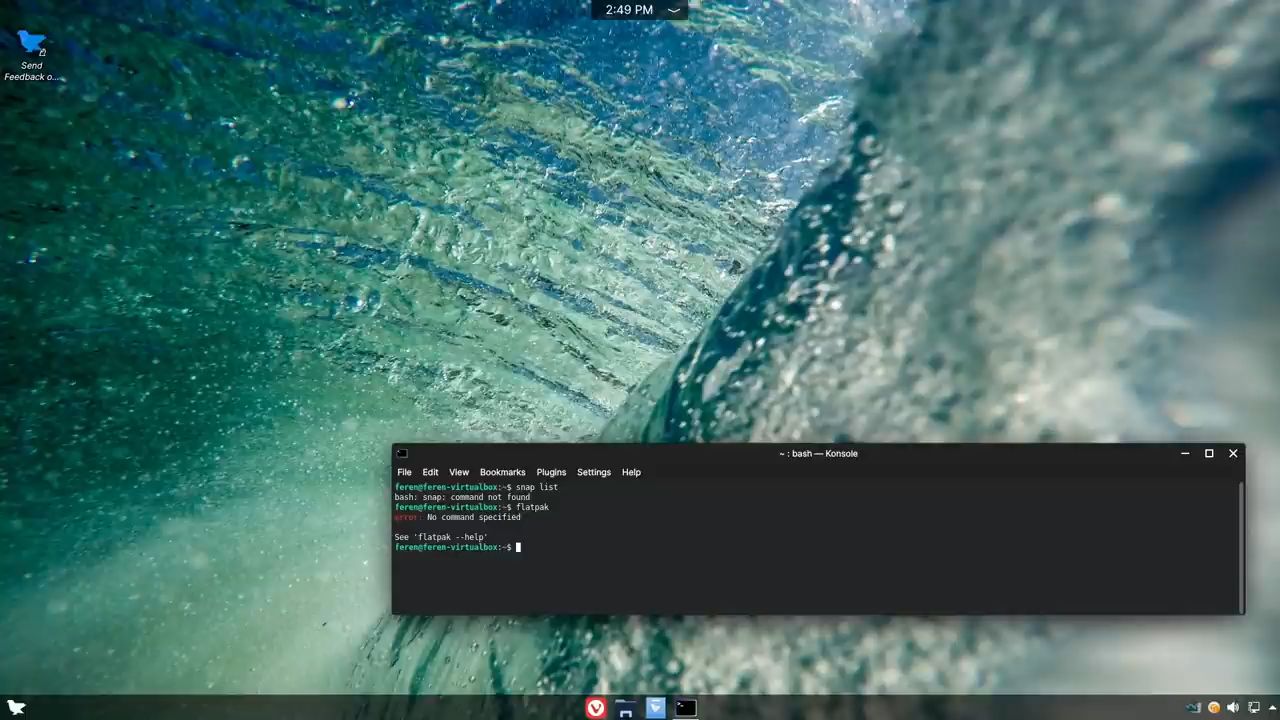 2:49 PM
Send
Feedback o...
~ : bash — Konsole
File Edit View Bookmarks Plugins Settings Help
feren@feren-virtualbox:~$ snap list
bash: snap: command not found
feren@feren-virtualbox:~$ flatpak
error: No command specified
See 'flatpak --help'
feren@feren-virtualbox:~$